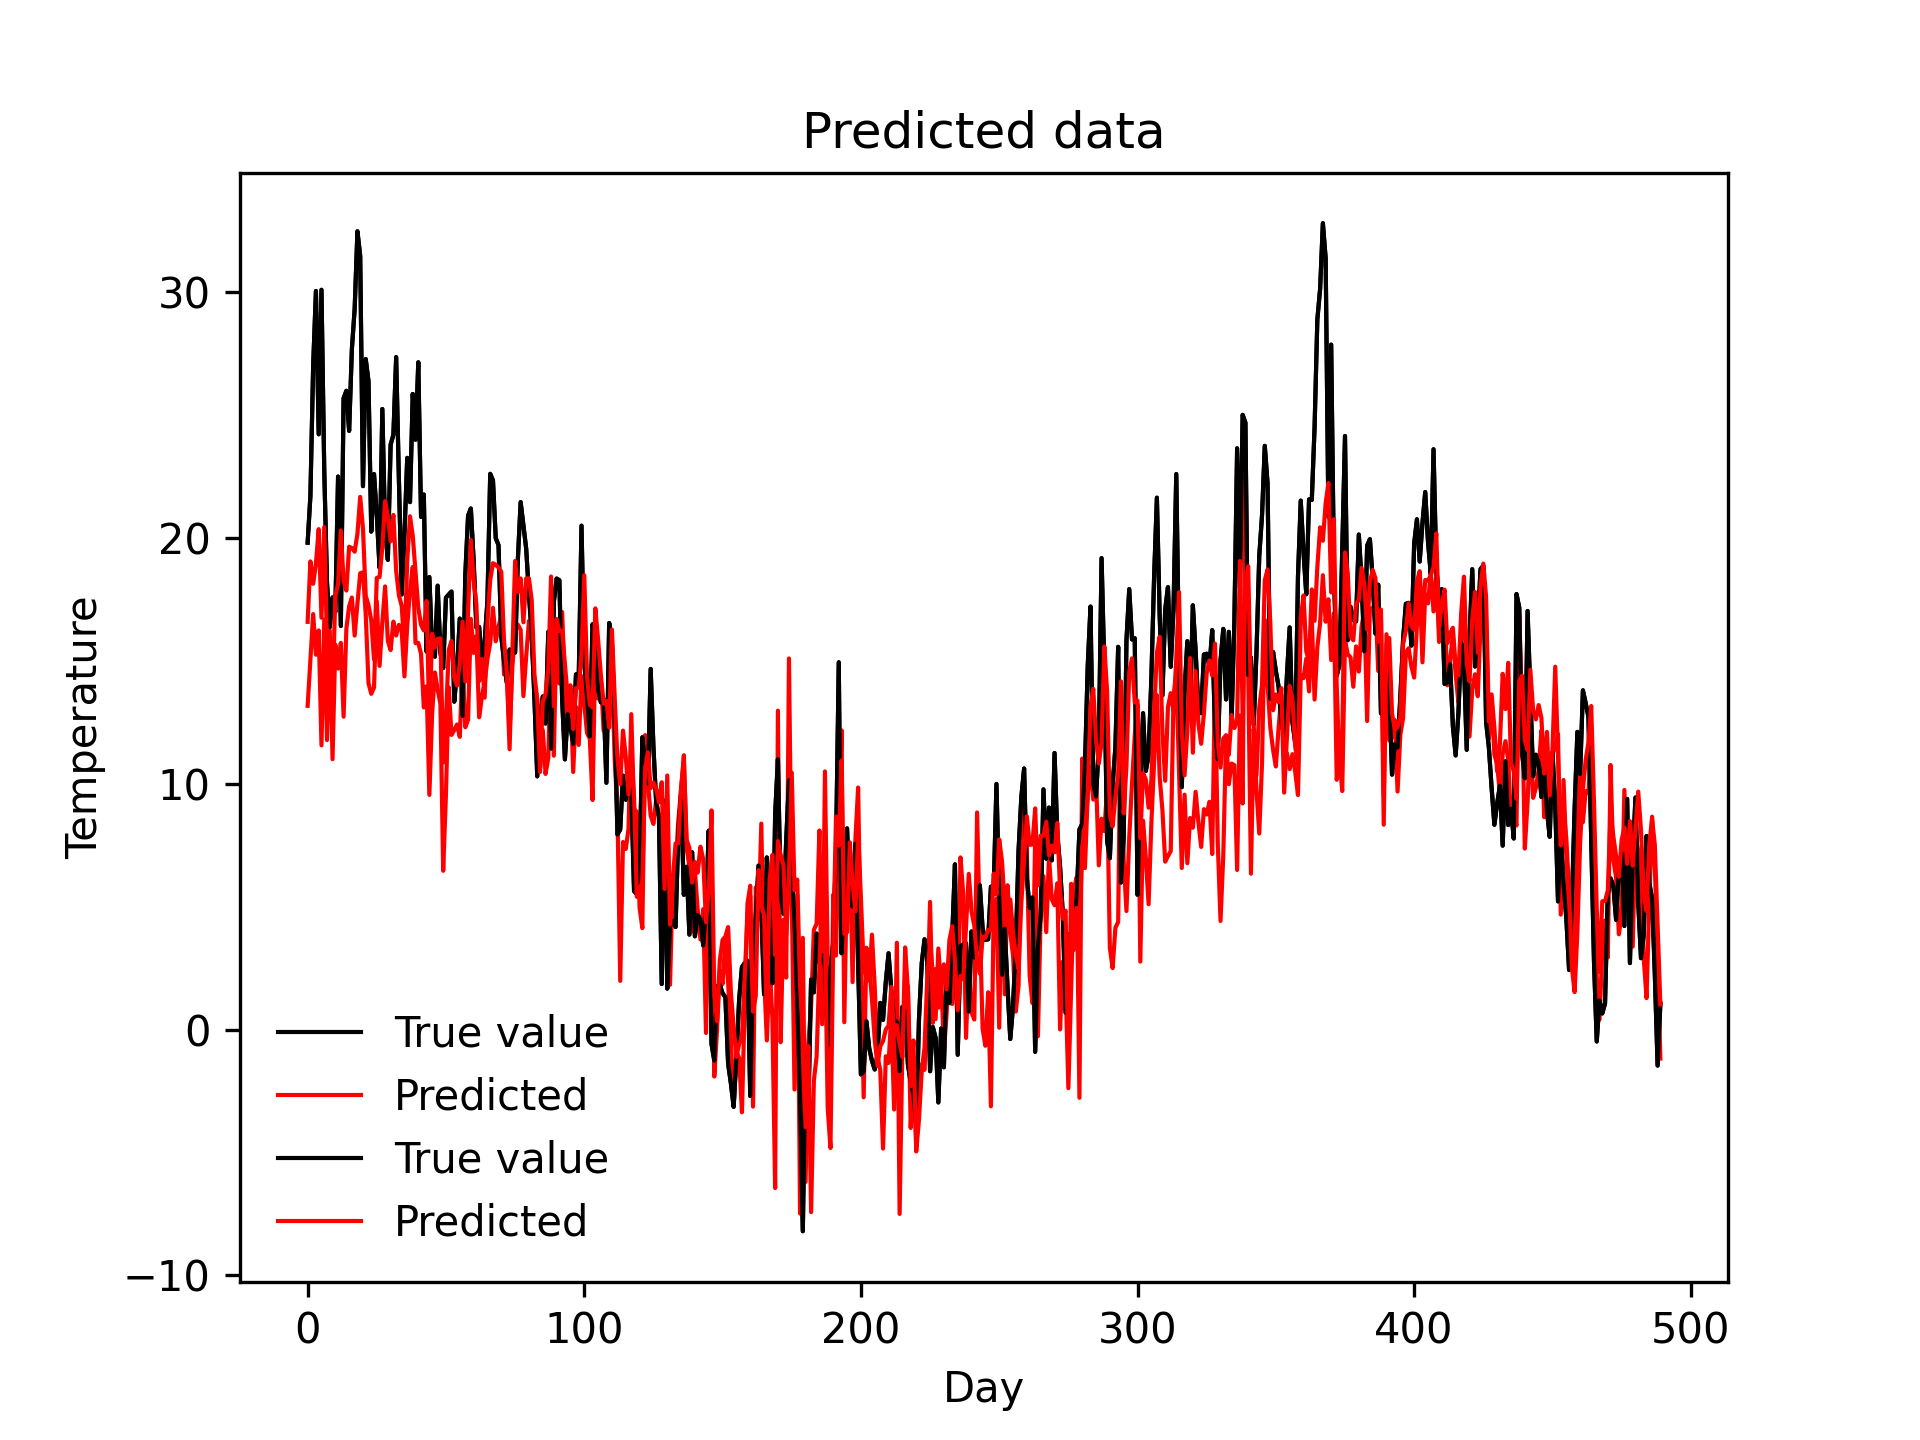 Predicted data
30
20
10
0
−10
Temperature
True value
Predicted
True value
Predicted
0 100 200 300 400 500
Day